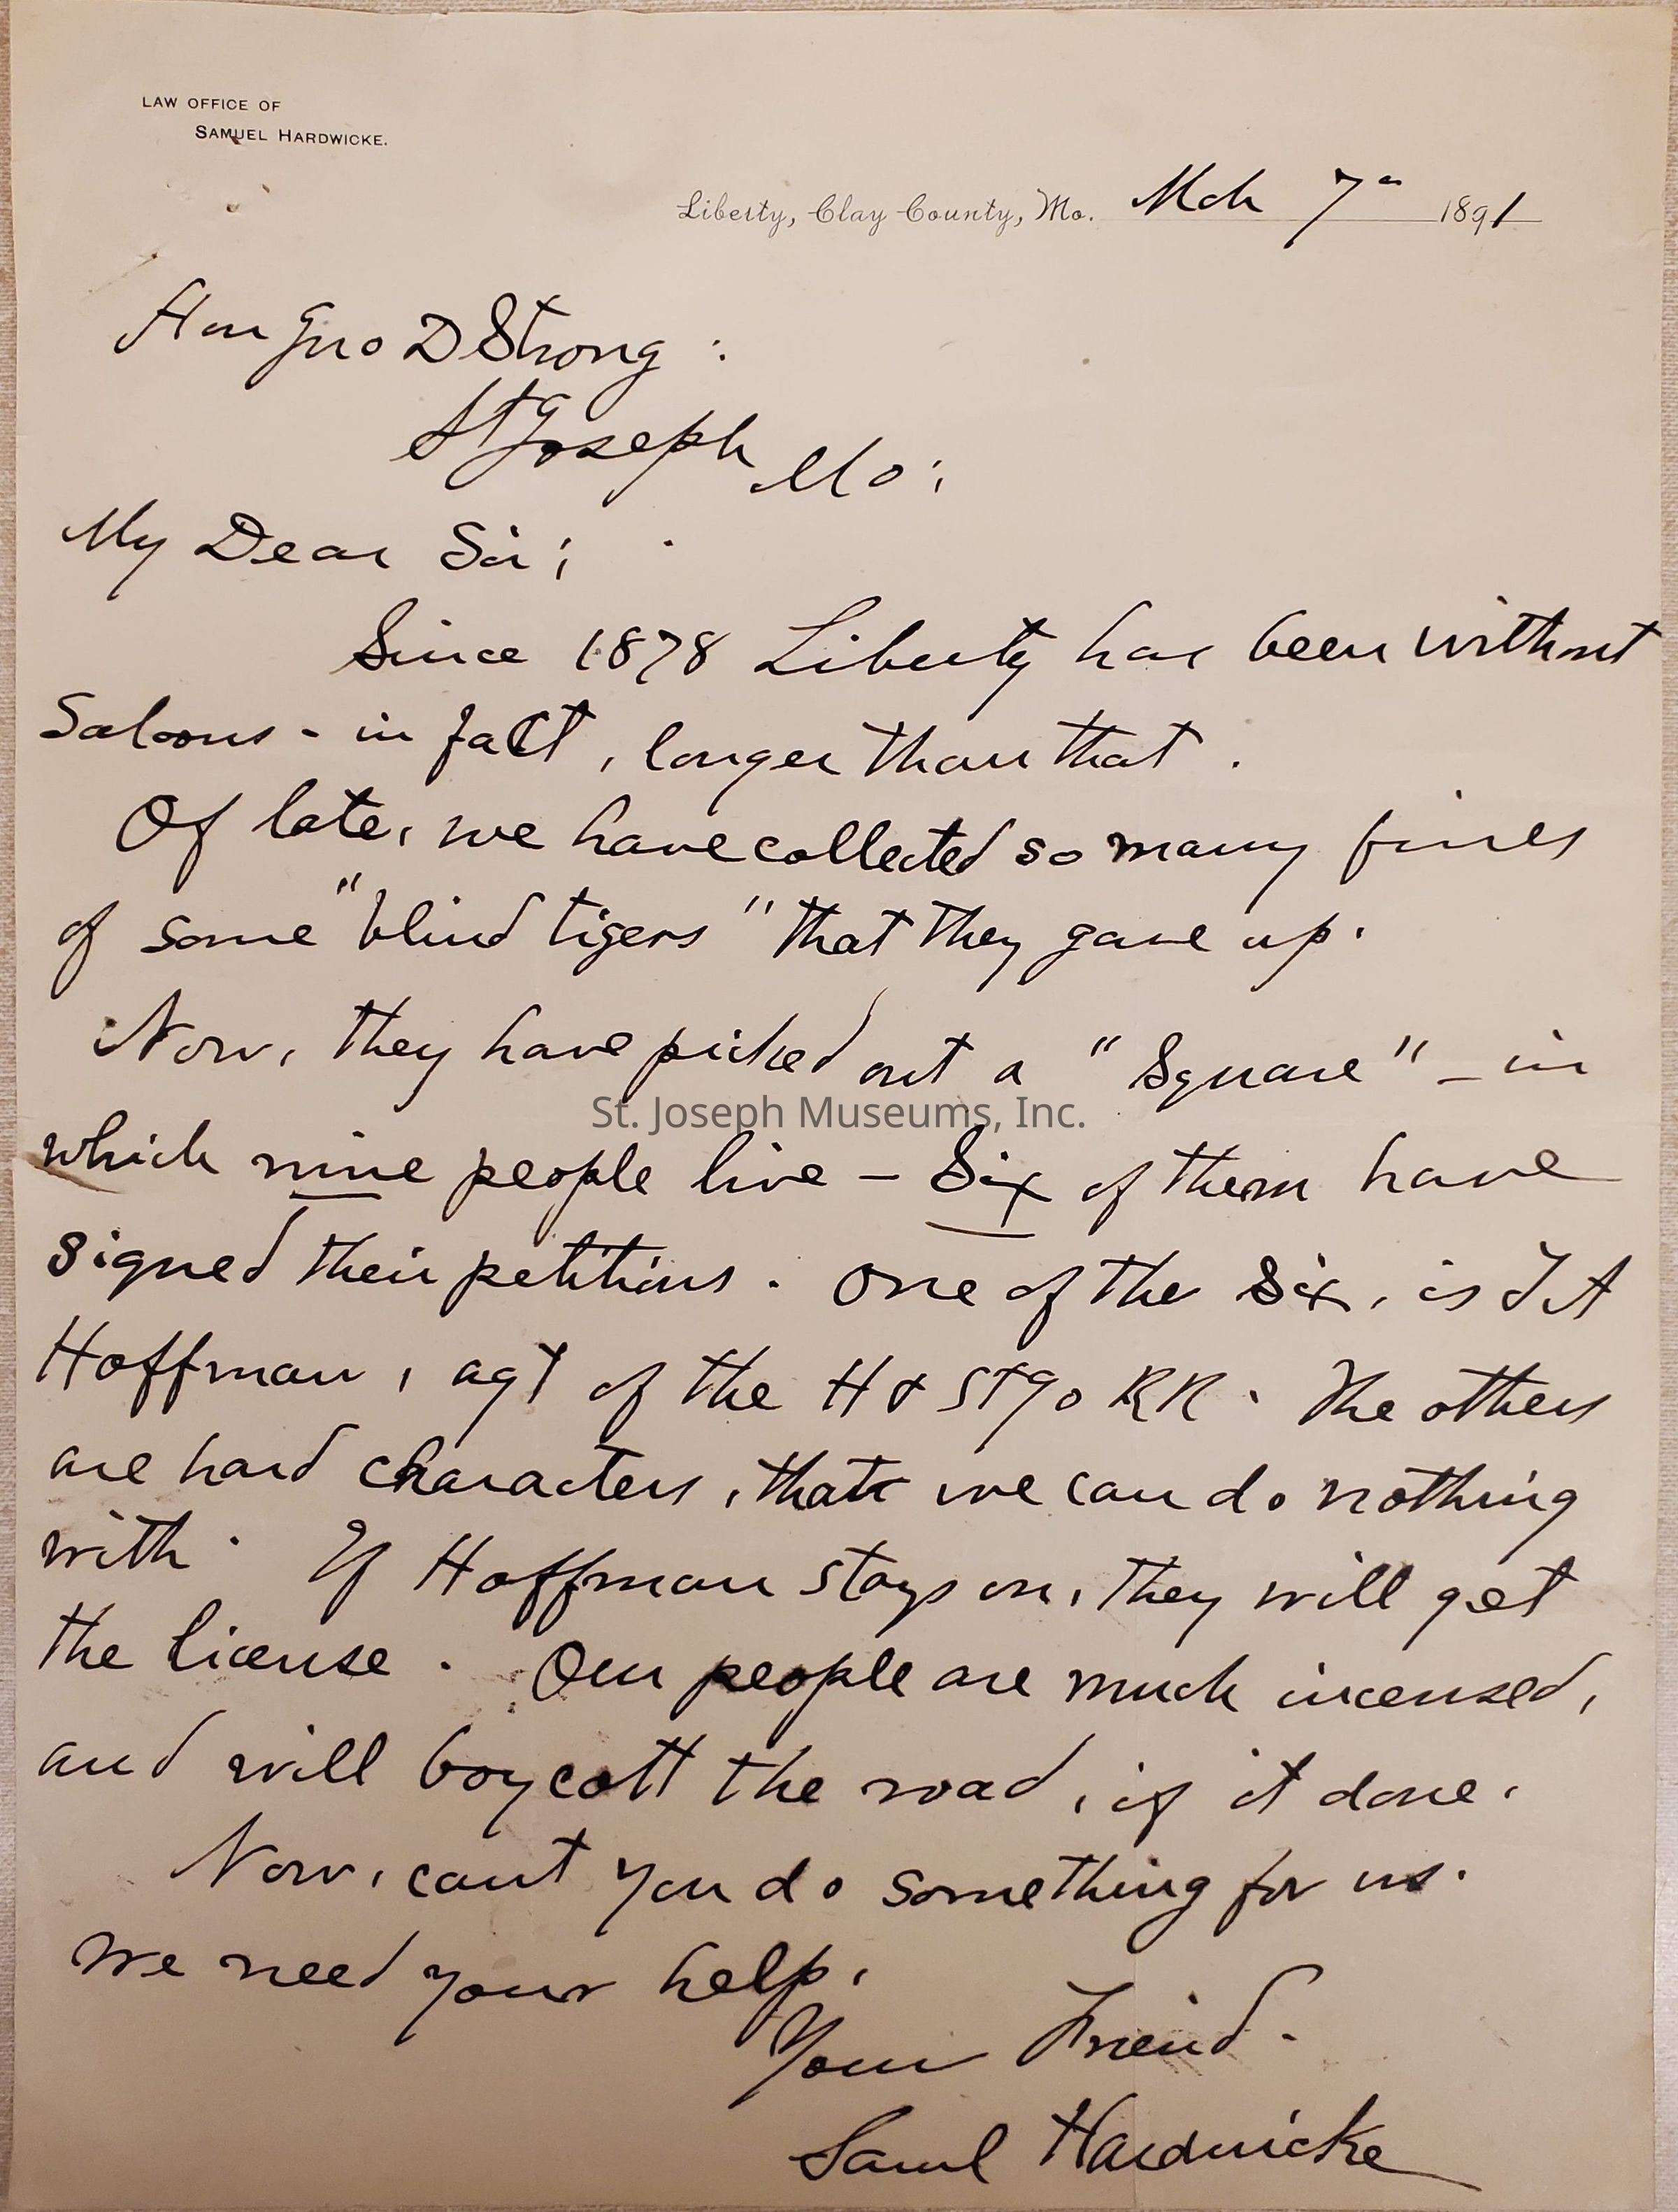 LAW OFFICE OF
SAMUEL HARDWICKE.
Liberty, Clay County, Mo. Mch 7th 1891
Hon Jno D Strong :
St Joseph Mo ;
My Dear Sir ;
Since 1878 Liberty has been without
Saloons - in fact, longer than that .
Of late, we have collected so many fines
of some "blind tigers" that they gave up.
Now, they have picked out a "Square" - in
St. Joseph Museums, Inc.
which nine people live - Six of them have
signed their petitions . One of the Six, is
Hoffman, agt of the H & St Jo RR . The others
are hard characters, that we can do nothing
with . If Hoffman stays on, they will get
the license . Our people are much incensed,
and will boycott the road, if it done.
Now, cant you do something for us.
We need your help.
Your Friend.
Saml Hardwicke